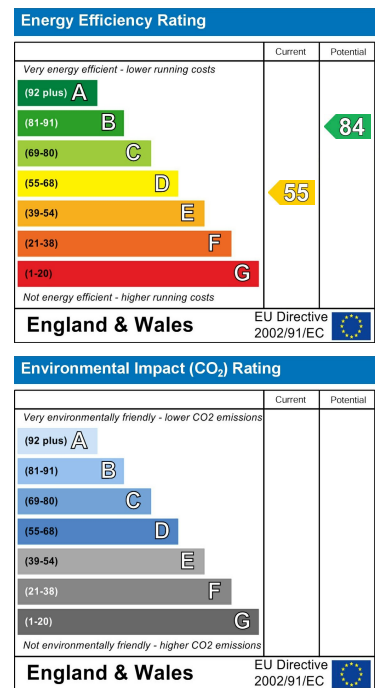 Energy Efficiency Rating
Current Potential
Very energy efficient - lower running costs
(92 plus) A
(81-91) B
84
(69-80) C
(55-68) D
55
(39-54) E
(21-38) F
(1-20) G
Not energy efficient - higher running costs
England & Wales
EU Directive
2002/91/EC
Environmental Impact (CO₂) Rating
Current Potential
Very environmentally friendly - lower CO2 emissions
(92 plus) A
(81-91) B
(69-80) C
(55-68) D
(39-54) E
(21-38) F
(1-20) G
Not environmentally friendly - higher CO2 emissions
England & Wales
EU Directive
2002/91/EC